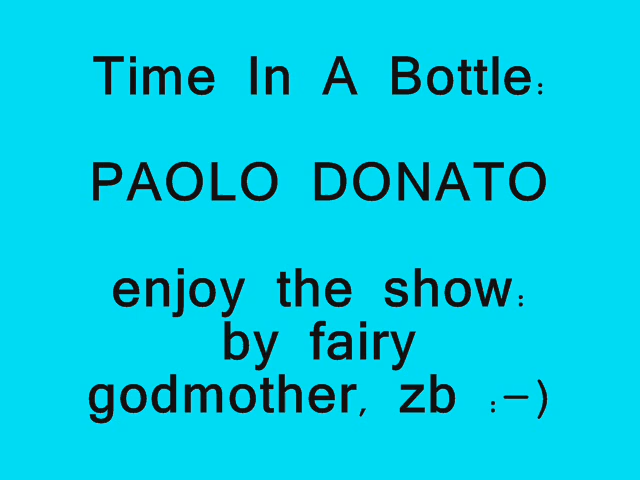 Time In A Bottle:
PAOLO DONATO
enjoy the show:
by fairy
godmother, zb :-)